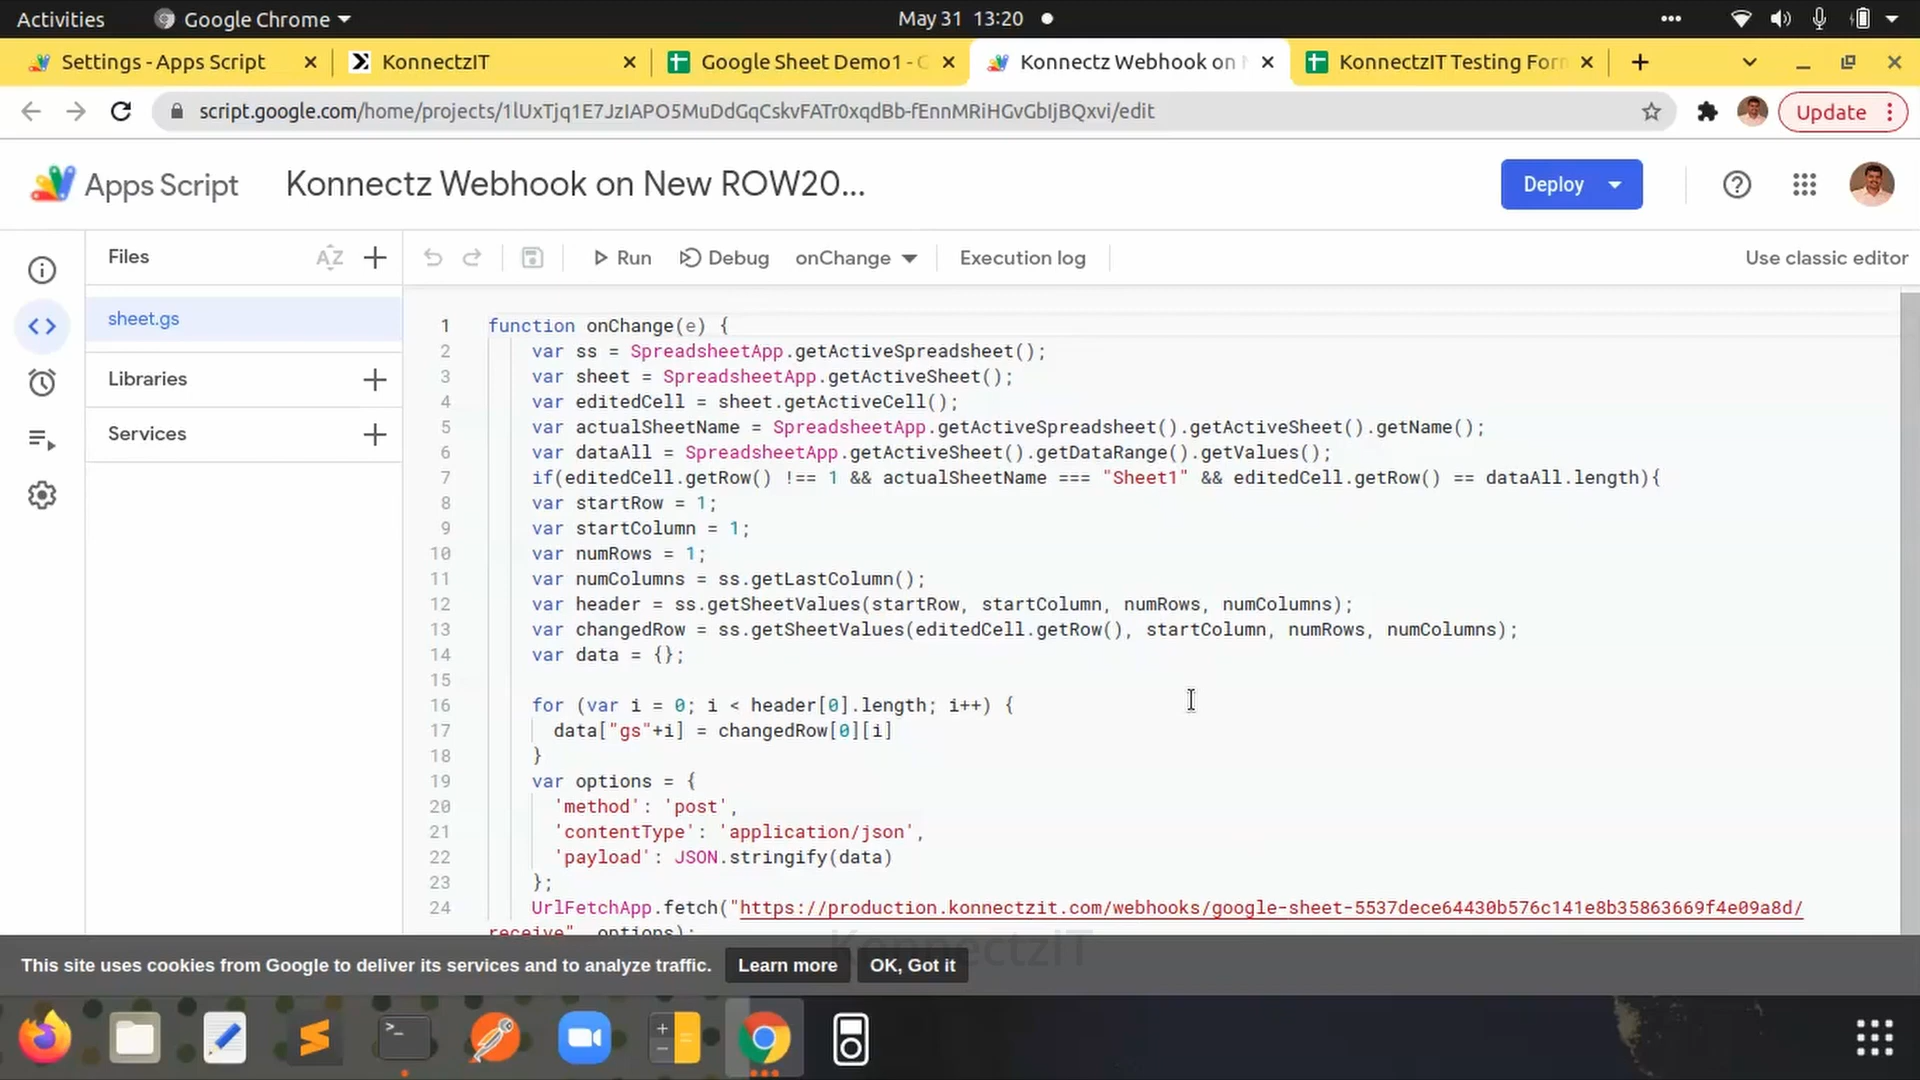 Activities
Google Chrome
May 31 13:20
Settings - Apps Script
KonnectzIT
Google Sheet Demo1 -
Konnectz Webhook on
KonnectzIT Testing For
script.google.com/home/projects/1lUxTjq1E7JzIAPO5MuDdGqCskvFATr0xqdBb-fEnnMRiHGvGbIjBQxvi/edit
Update
Apps Script
Konnectz Webhook on New ROW20...
Deploy
Files
AZ
Run
Debug
onChange
Execution log
Use classic editor
sheet.gs
Libraries
Services
1 function onChange(e) {
2 var ss = SpreadsheetApp.getActiveSpreadsheet();
3 var sheet = SpreadsheetApp.getActiveSheet();
4 var editedCell = sheet.getActiveCell();
5 var actualSheetName = SpreadsheetApp.getActiveSpreadsheet().getActiveSheet().getName();
6 var dataAll = SpreadsheetApp.getActiveSheet().getDataRange().getValues();
7 if(editedCell.getRow() !== 1 && actualSheetName === "Sheet1" && editedCell.getRow() == dataAll.length){
8 var startRow = 1;
9 var startColumn = 1;
10 var numRows = 1;
11 var numColumns = ss.getLastColumn();
12 var header = ss.getSheetValues(startRow, startColumn, numRows, numColumns);
13 var changedRow = ss.getSheetValues(editedCell.getRow(), startColumn, numRows, numColumns);
14 var data = {};
15
16 for (var i = 0; i < header[0].length; i++) {
17 data["gs"+i] = changedRow[0][i]
18 }
19 var options = {
20 'method': 'post',
21 'contentType': 'application/json',
22 'payload': JSON.stringify(data)
23 };
24 UrlFetchApp.fetch("https://production.konnectzit.com/webhooks/google-sheet-5537dece64430b576c141e8b35863669f4e09a8d/
receive", options);
KonnectzIT
This site uses cookies from Google to deliver its services and to analyze traffic.
Learn more
OK, Got it